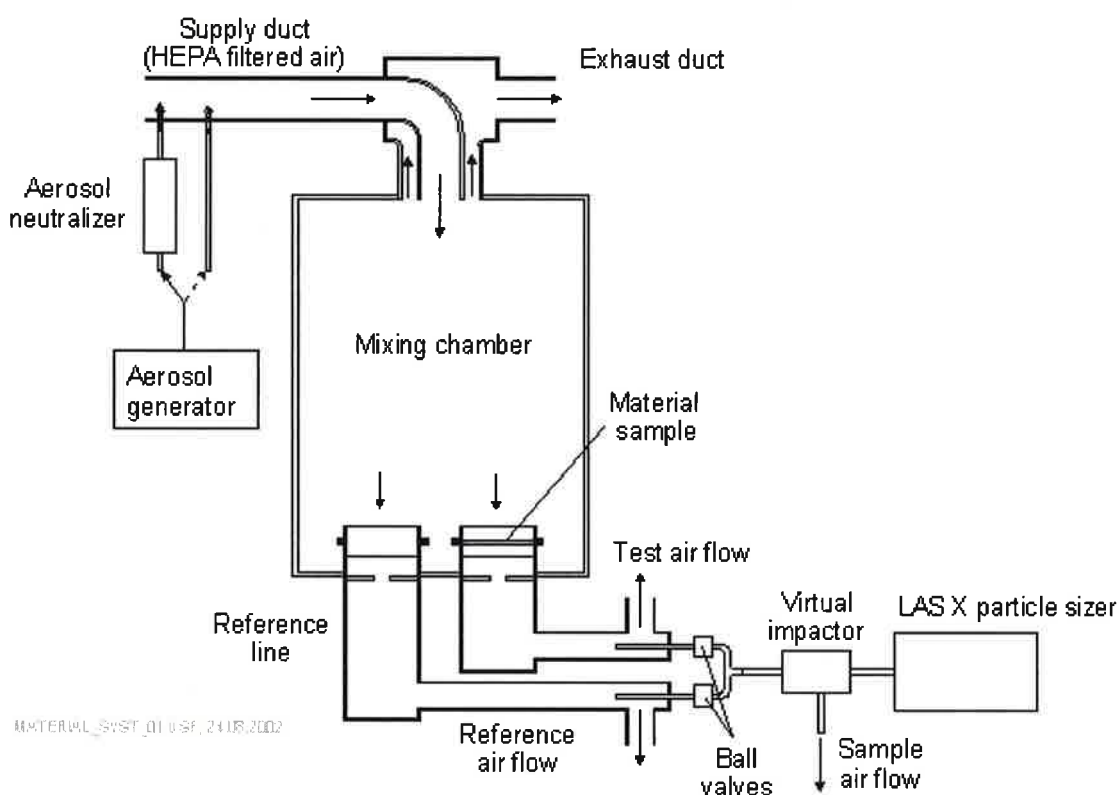 Supply duct
(HEPA filtered air)
Exhaust duct
Aerosol
neutralizer
Mixing chamber
Aerosol
generator
Material
sample
Test air flow
Reference
line
Virtual
impactor
LAS X particle sizer
Reference
air flow
Ball
valves
Sample
air flow